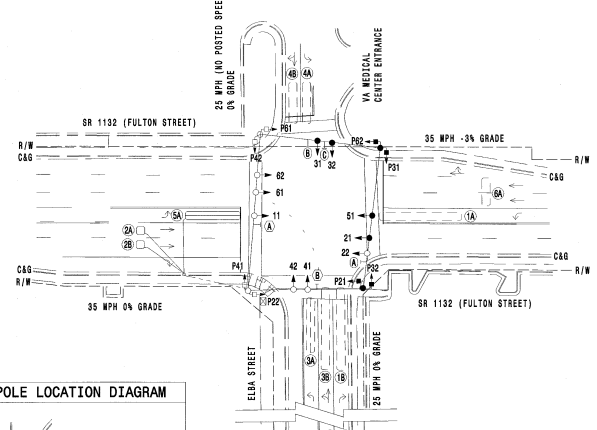 25 MPH (NO POSTED SPEE
0% GRADE
VA MEDICAL
CENTER ENTRANCE
4B 4A
SR 1132 (FULTON STREET)
P61
P62
35 MPH -3% GRADE
R/W
C&G
P42
B C
31 32
P31
R/W
C&G
62
61
6A
5A
11
A
51
1A
2A
2B
21
22
A
C&G
R/W
P41
42 41
B
P21
P32
C&G
R/W
35 MPH 0% GRADE
P22
SR 1132 (FULTON STREET)
ELBA STREET
3A
3B
1B
25 MPH 0% GRADE
POLE LOCATION DIAGRAM